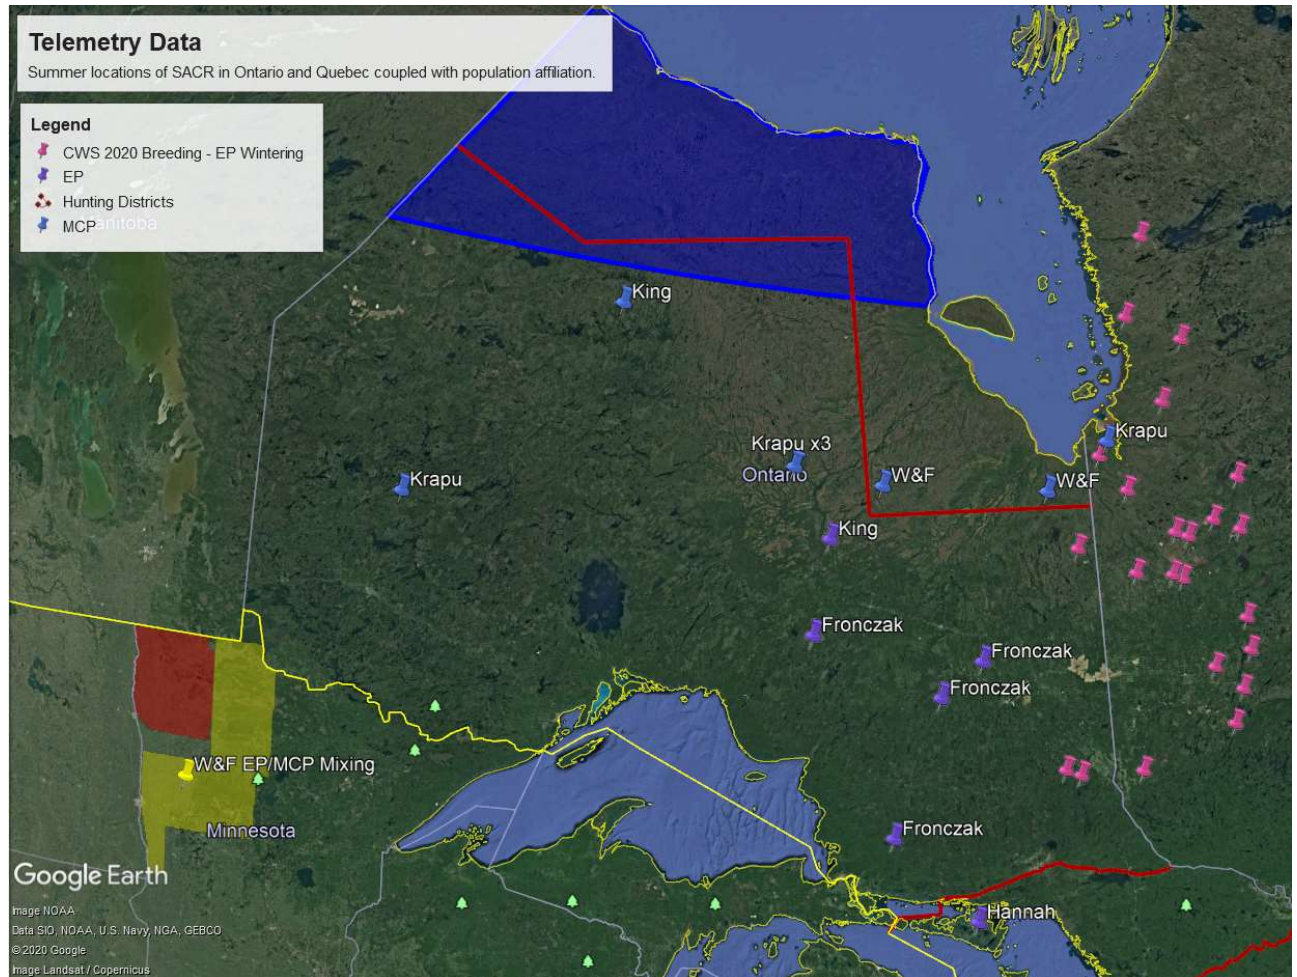 Telemetry Data
Summer locations of SACR in Ontario and Quebec coupled with population affiliation.
Legend
CWS 2020 Breeding - EP Wintering
EP
Hunting Districts
MCP
Manitoba
King
Krapu
Krapu x3
Ontario
Krapu
W&F
W&F
King
Fronczak
Fronczak
Fronczak
W&F EP/MCP Mixing
Minnesota
Fronczak
Hannah
Google Earth
Image NOAA
Data SIO, NOAA, U.S. Navy, NGA, GEBCO
©2020 Google
Image Landsat / Copernicus